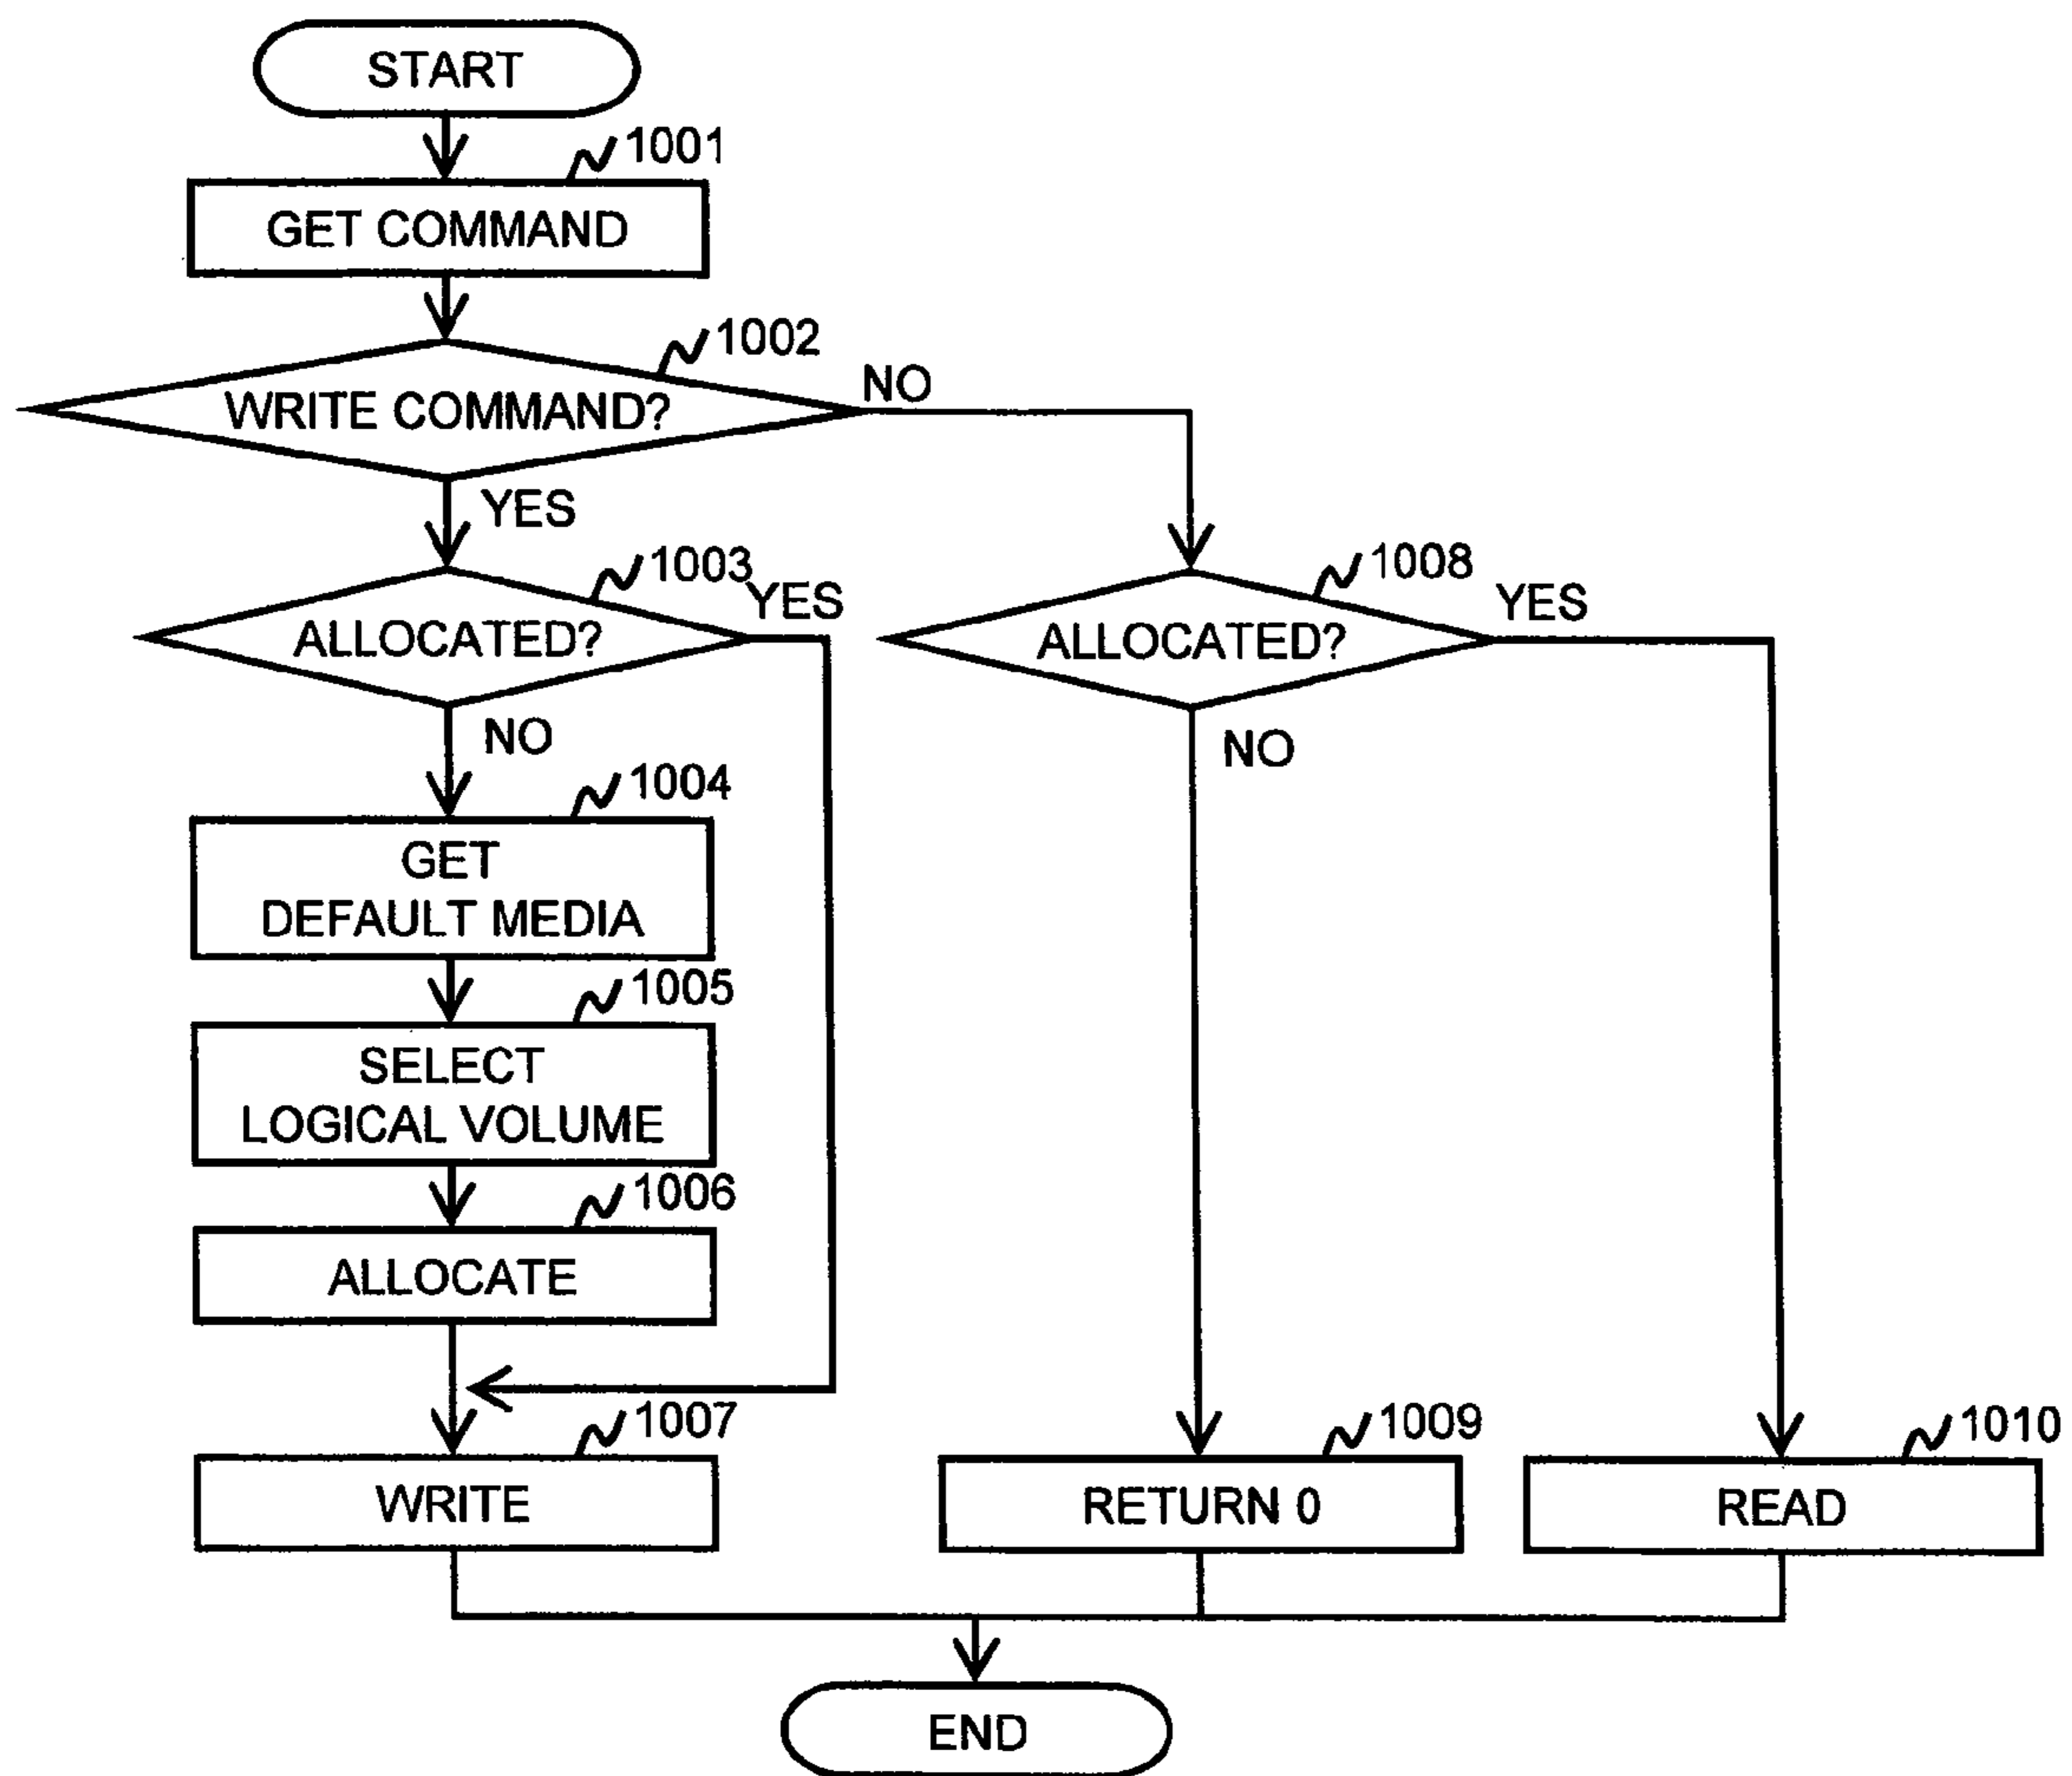 START
1001
GET COMMAND
1002
WRITE COMMAND?
NO
YES
1003
ALLOCATED?
YES
NO
1008
ALLOCATED?
YES
NO
1004
GET
DEFAULT MEDIA
1005
SELECT
LOGICAL VOLUME
1006
ALLOCATE
1007
WRITE
1009
RETURN 0
1010
READ
END